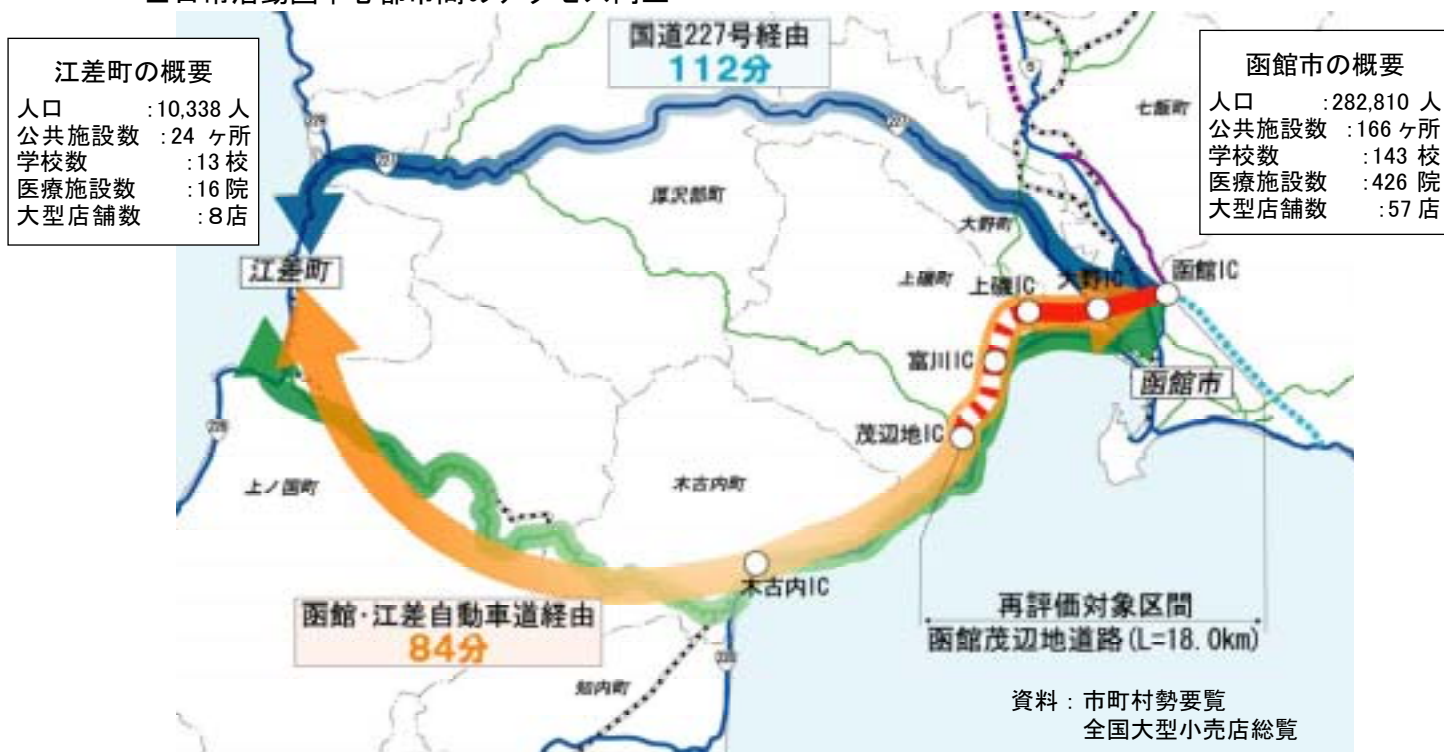 国道227号経由
112分
江差町の概要
人口 :10,338 人
公共施設数 :24 ヶ所
学校数 :13 校
医療施設数 :16 院
大型店舗数 :8店
函館市の概要
人口 :282,810 人
公共施設数 :166 ヶ所
学校数 :143 校
医療施設数 :426 院
大型店舗数 :57 店
七飯町
5
229
227
227
厚沢部町
大野町
江差町
上磯町
上磯IC
大野IC
函館IC
富川IC
函館市
茂辺地IC
228
上ノ国町
木古内町
木古内IC
函館・江差自動車道経由
84分
再評価対象区間
函館茂辺地道路(L=18.0km)
知内町
228
資料:市町村勢要覧
全国大型小売店総覧